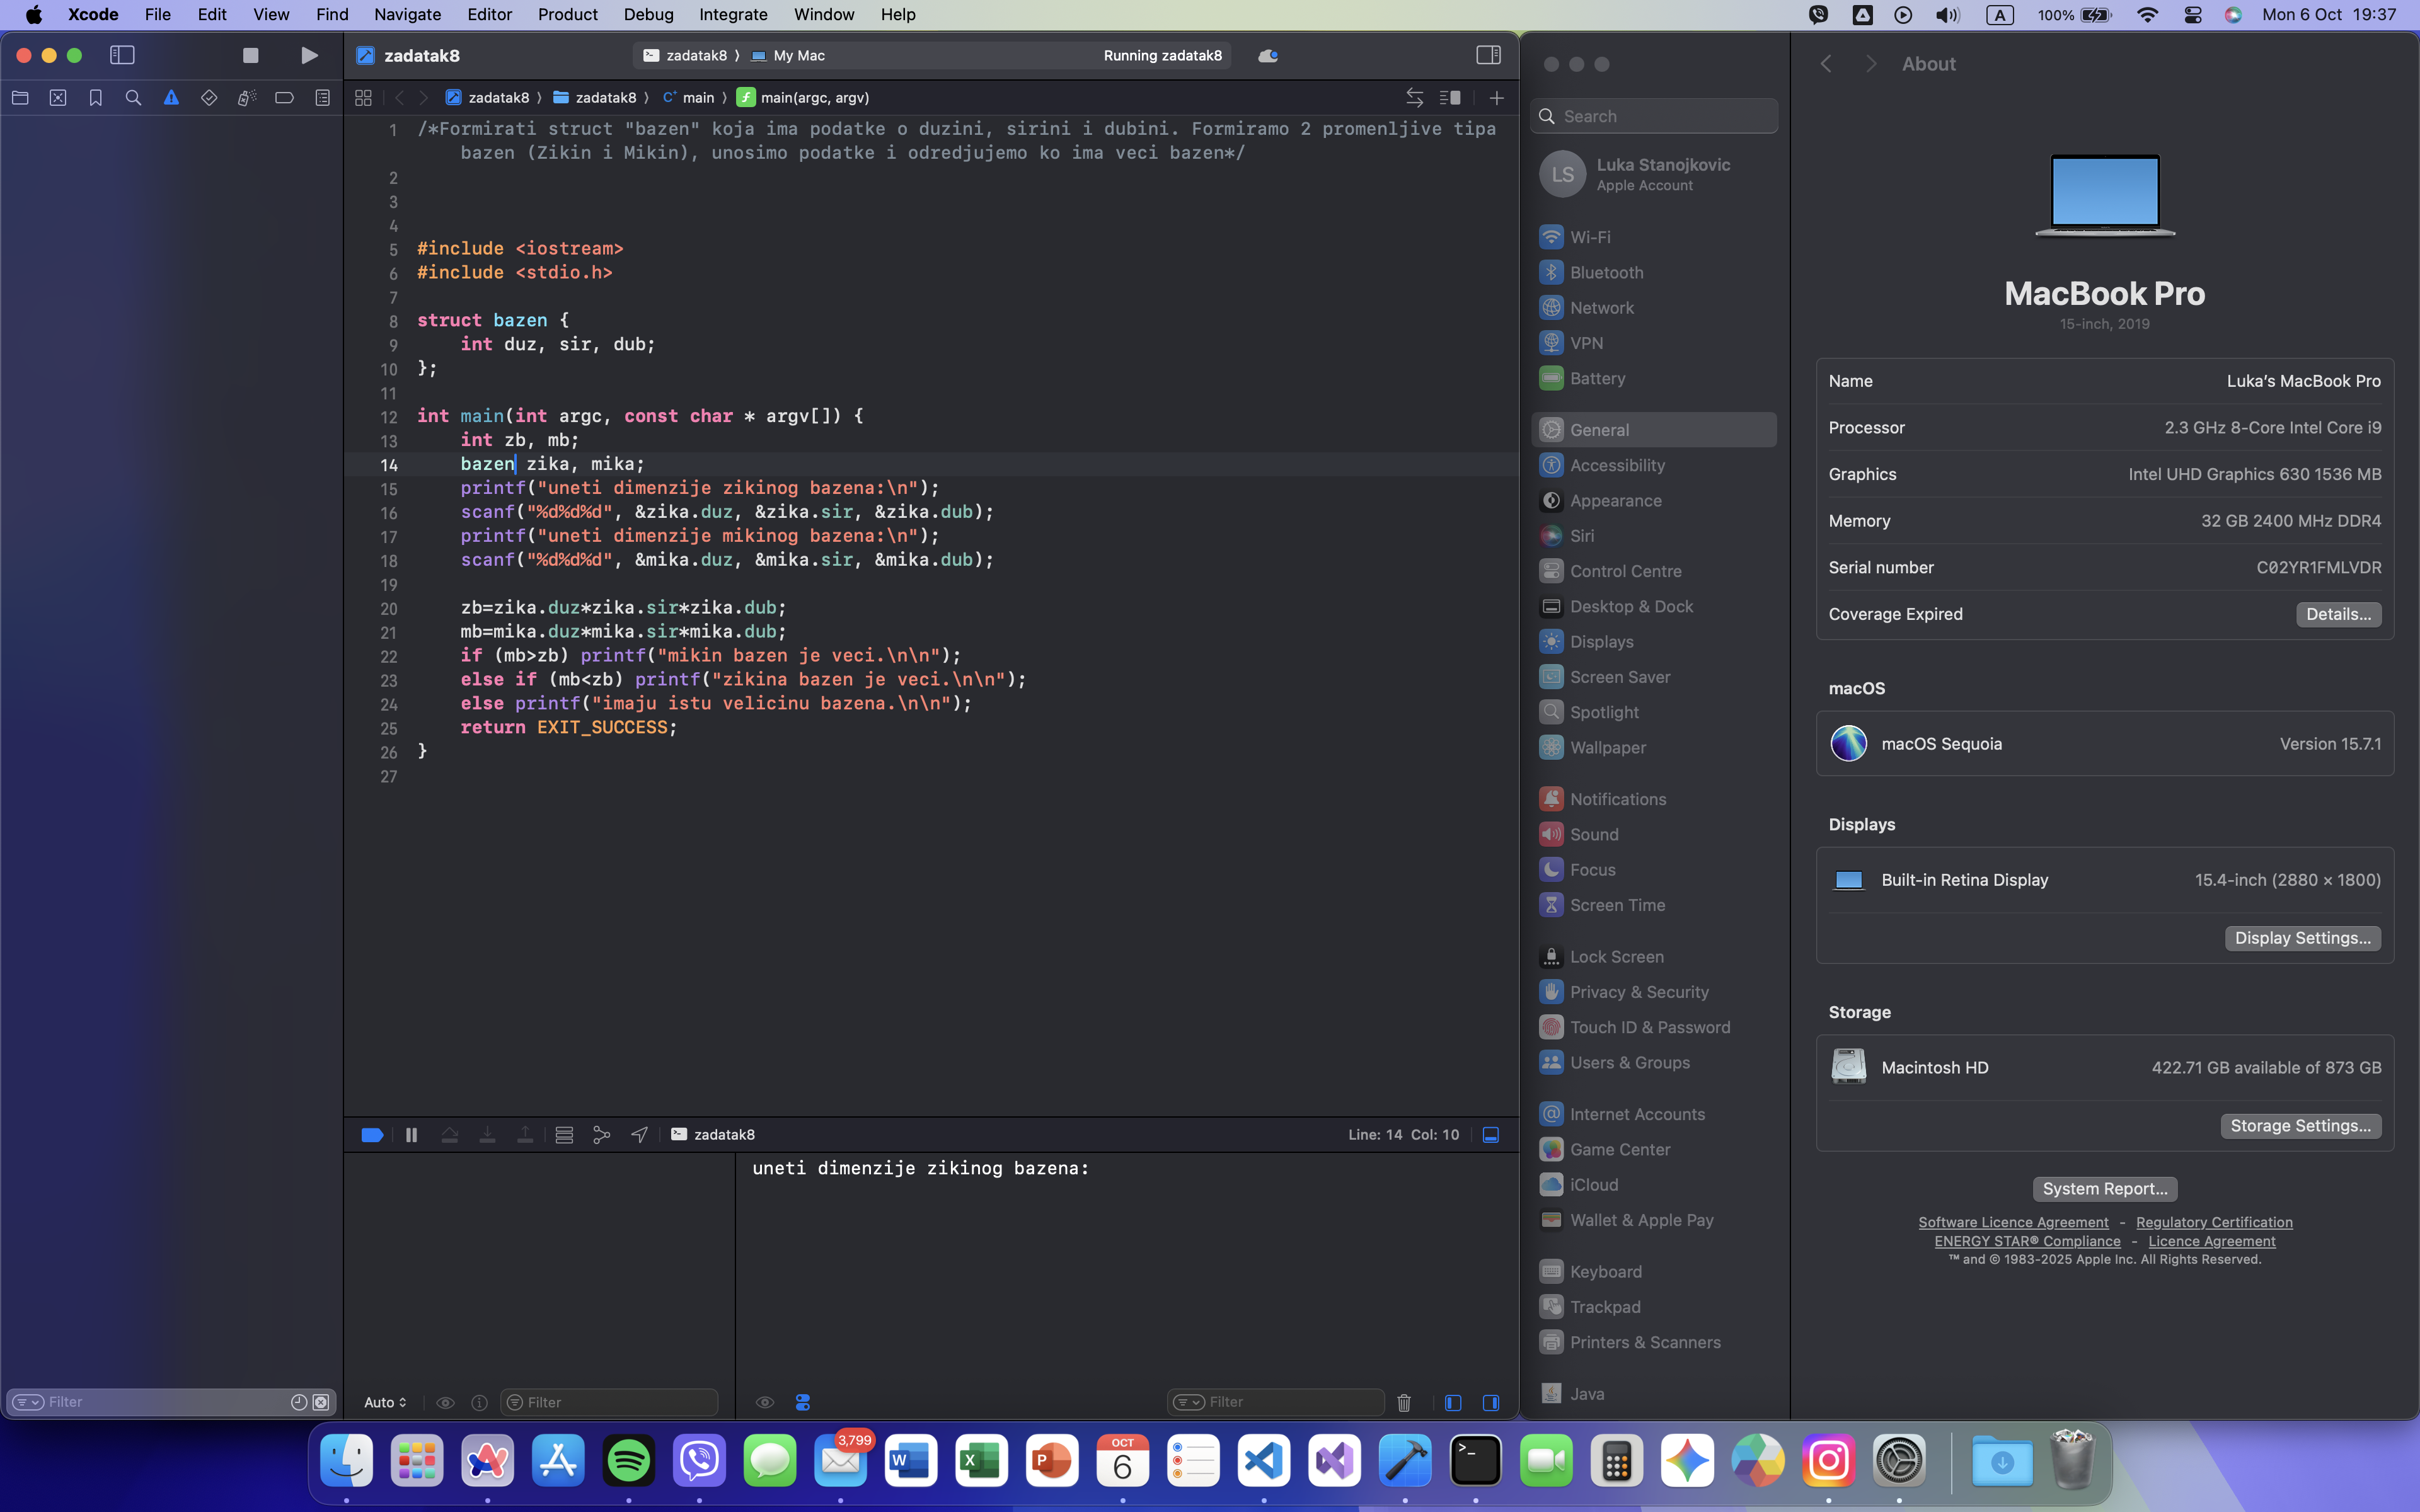 Xcode File Edit View Find Navigate Editor Product Debug Integrate Window Help
A 100% Mon 6 Oct 19:37
zadatak8
zadatak8 My Mac Running zadatak8
zadatak8 zadatak8 main main(argc, argv)
1 /*Formirati struct "bazen" koja ima podatke o duzini, sirini i dubini. Formiramo 2 promenljive tipa
bazen (Zikin i Mikin), unosimo podatke i odredjujemo ko ima veci bazen*/
2
3
4
5 #include <iostream>
6 #include <stdio.h>
7
8 struct bazen {
9 int duz, sir, dub;
10 };
11
12 int main(int argc, const char * argv[]) {
13 int zb, mb;
14 bazen zika, mika;
15 printf("uneti dimenzije zikinog bazena:\n");
16 scanf("%d%d%d", &zika.duz, &zika.sir, &zika.dub);
17 printf("uneti dimenzije mikinog bazena:\n");
18 scanf("%d%d%d", &mika.duz, &mika.sir, &mika.dub);
19
20 zb=zika.duz*zika.sir*zika.dub;
21 mb=mika.duz*mika.sir*mika.dub;
22 if (mb>zb) printf("mikin bazen je veci.\n\n");
23 else if (mb<zb) printf("zikina bazen je veci.\n\n");
24 else printf("imaju istu velicinu bazena.\n\n");
25 return EXIT_SUCCESS;
26 }
27
zadatak8 Line: 14 Col: 10
uneti dimenzije zikinog bazena:
Filter
Auto
Filter
Filter
Search
LS
Luka Stanojkovic
Apple Account
Wi-Fi
Bluetooth
Network
VPN
Battery
General
Accessibility
Appearance
Siri
Control Centre
Desktop & Dock
Displays
Screen Saver
Spotlight
Wallpaper
Notifications
Sound
Focus
Screen Time
Lock Screen
Privacy & Security
Touch ID & Password
Users & Groups
Internet Accounts
Game Center
iCloud
Wallet & Apple Pay
Keyboard
Trackpad
Printers & Scanners
Java
About
MacBook Pro
15-inch, 2019
Name Luka's MacBook Pro
Processor 2.3 GHz 8-Core Intel Core i9
Graphics Intel UHD Graphics 630 1536 MB
Memory 32 GB 2400 MHz DDR4
Serial number C02YR1FMLVDR
Coverage Expired Details...
macOS
macOS Sequoia Version 15.7.1
Displays
Built-in Retina Display 15.4-inch (2880 × 1800)
Display Settings...
Storage
Macintosh HD 422.71 GB available of 873 GB
Storage Settings...
System Report...
Software Licence Agreement - Regulatory Certification
ENERGY STAR® Compliance - Licence Agreement
™ and © 1983-2025 Apple Inc. All Rights Reserved.
3,799
W
X
P
OCT
6